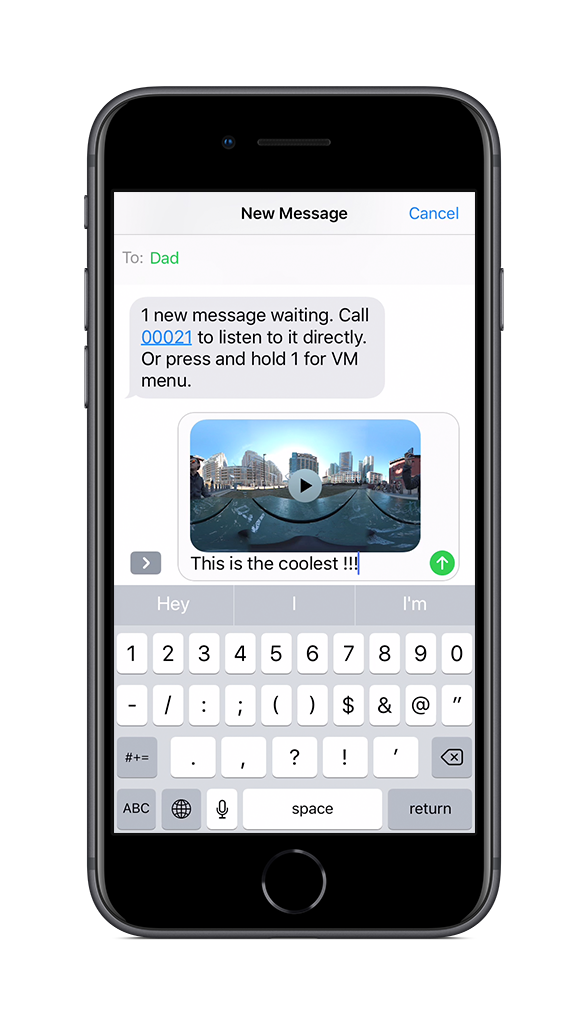 New Message Cancel
To: Dad
1 new message waiting. Call
00021 to listen to it directly.
Or press and hold 1 for VM
menu.
This is the coolest !!!
Hey I I'm
1 2 3 4 5 6 7 8 9 0
- / : ; ( ) $ & @ "
#+= . , ? ! '
ABC space return